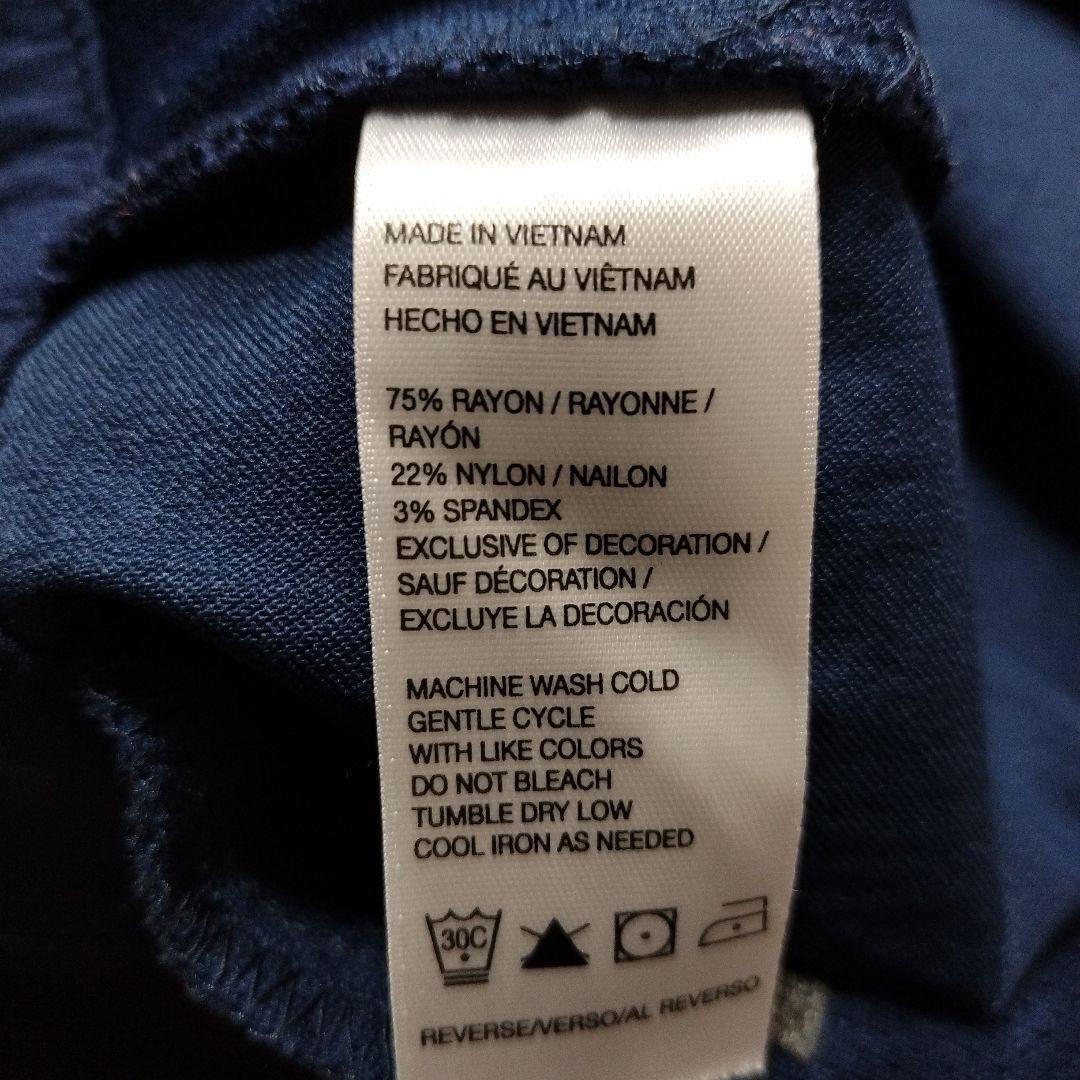 MADE IN VIETNAM
FABRIQUÉ AU VIÊTNAM
HECHO EN VIETNAM
75% RAYON / RAYONNE /
RAYÓN
22% NYLON / NAILON
3% SPANDEX
EXCLUSIVE OF DECORATION /
SAUF DÉCORATION /
EXCLUYE LA DECORACIÓN
MACHINE WASH COLD
GENTLE CYCLE
WITH LIKE COLORS
DO NOT BLEACH
TUMBLE DRY LOW
COOL IRON AS NEEDED
30C
REVERSE/VERSO/AL REVERSO